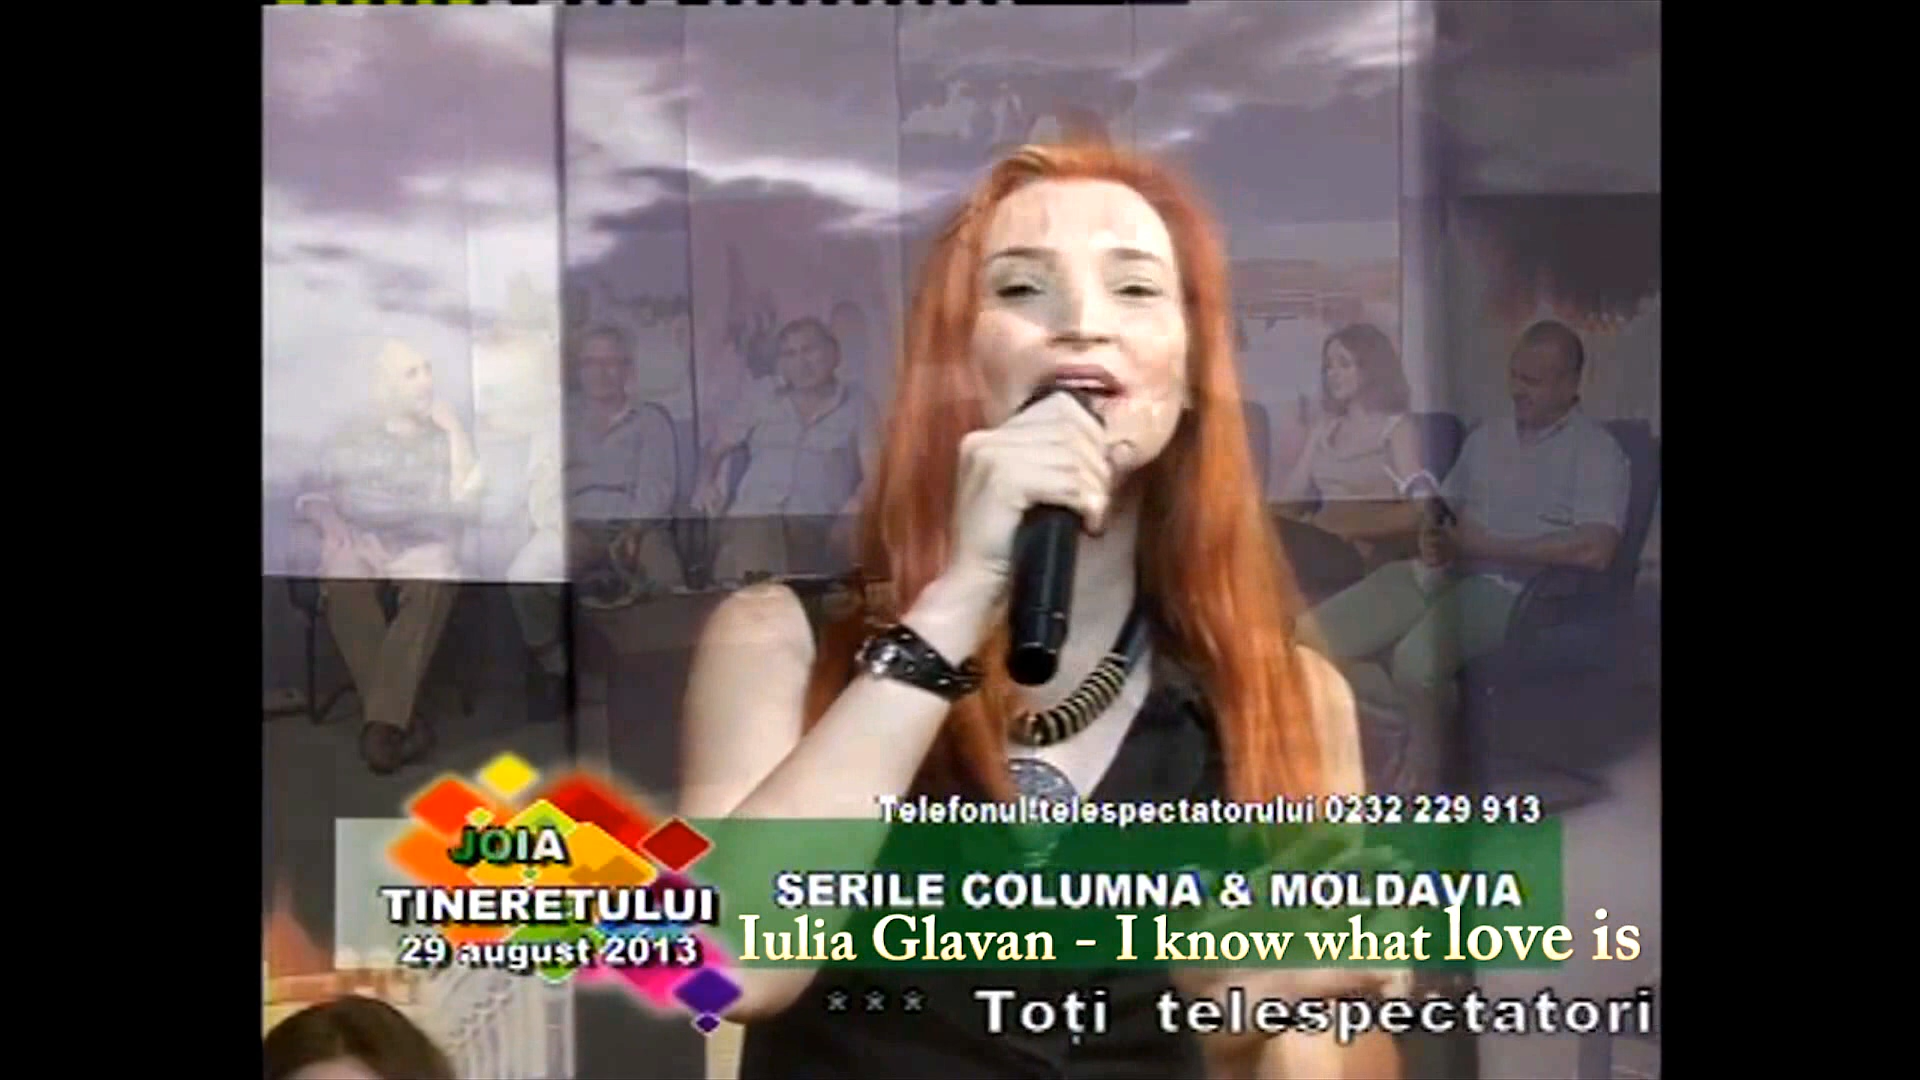 Telefonul telespectatorului 0232 229 913
JOIA
TINERETULUI
29 august 2013
SERILE COLUMNA & MOLDAVIA
Iulia Glavan - I know what love is
*** Toți telespectatori